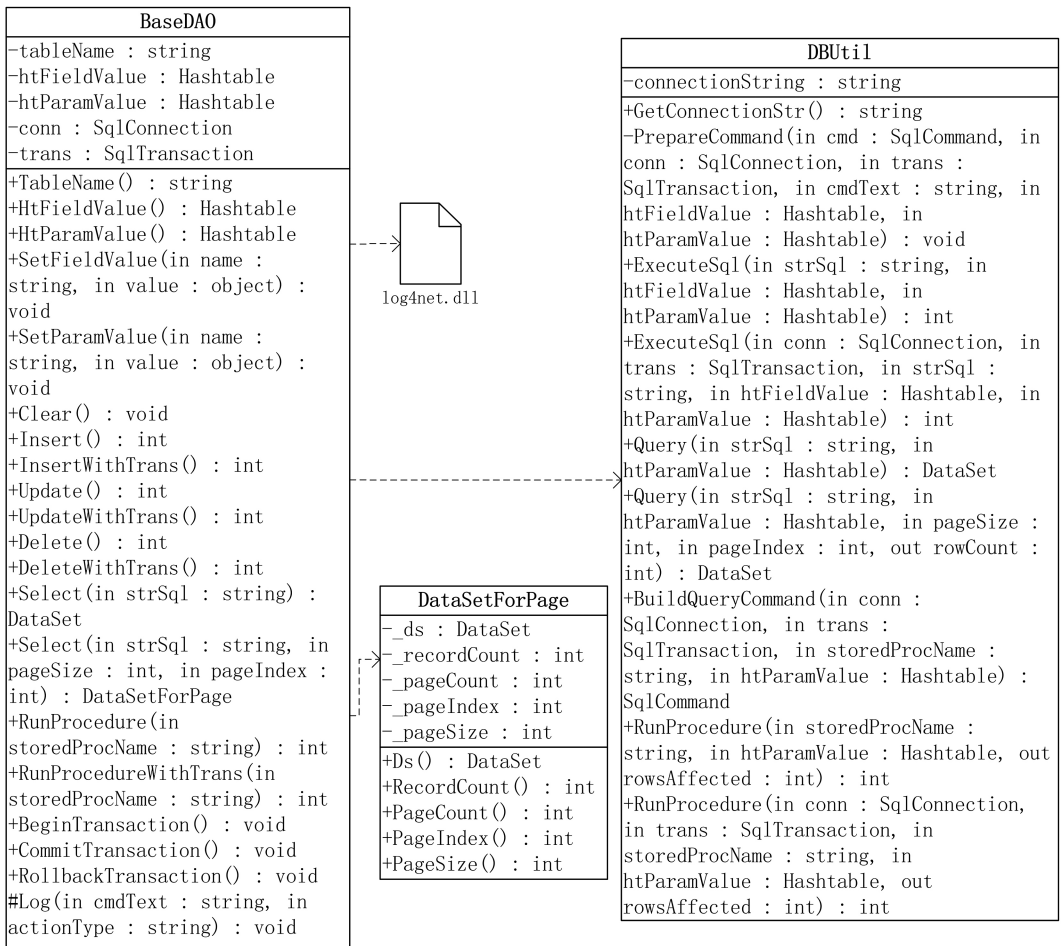 BaseDAO
-tableName : string
-htFieldValue : Hashtable
-htParamValue : Hashtable
-conn : SqlConnection
-trans : SqlTransaction
+TableName() : string
+HtFieldValue() : Hashtable
+HtParamValue() : Hashtable
+SetFieldValue(in name :
string, in value : object) :
void
+SetParamValue(in name :
string, in value : object) :
void
+Clear() : void
+Insert() : int
+InsertWithTrans() : int
+Update() : int
+UpdateWithTrans() : int
+Delete() : int
+DeleteWithTrans() : int
+Select(in strSql : string) :
DataSet
+Select(in strSql : string, in
pageSize : int, in pageIndex :
int) : DataSetForPage
+RunProcedure(in
storedProcName : string) : int
+RunProcedureWithTrans(in
storedProcName : string) : int
+BeginTransaction() : void
+CommitTransaction() : void
+RollbackTransaction() : void
#Log(in cmdText : string, in
actionType : string) : void
log4net.dll
DataSetForPage
-_ds : DataSet
-_recordCount : int
-_pageCount : int
-_pageIndex : int
-_pageSize : int
+Ds() : DataSet
+RecordCount() : int
+PageCount() : int
+PageIndex() : int
+PageSize() : int
DBUtil
-connectionString : string
+GetConnectionStr() : string
-PrepareCommand(in cmd : SqlCommand, in
conn : SqlConnection, in trans :
SqlTransaction, in cmdText : string, in
htFieldValue : Hashtable, in
htParamValue : Hashtable) : void
+ExecuteSql(in strSql : string, in
htFieldValue : Hashtable, in
htParamValue : Hashtable) : int
+ExecuteSql(in conn : SqlConnection, in
trans : SqlTransaction, in strSql :
string, in htFieldValue : Hashtable, in
htParamValue : Hashtable) : int
+Query(in strSql : string, in
htParamValue : Hashtable) : DataSet
+Query(in strSql : string, in
htParamValue : Hashtable, in pageSize :
int, in pageIndex : int, out rowCount :
int) : DataSet
+BuildQueryCommand(in conn :
SqlConnection, in trans :
SqlTransaction, in storedProcName :
string, in htParamValue : Hashtable) :
SqlCommand
+RunProcedure(in storedProcName :
string, in htParamValue : Hashtable, out
rowsAffected : int) : int
+RunProcedure(in conn : SqlConnection,
in trans : SqlTransaction, in
storedProcName : string, in
htParamValue : Hashtable, out
rowsAffected : int) : int